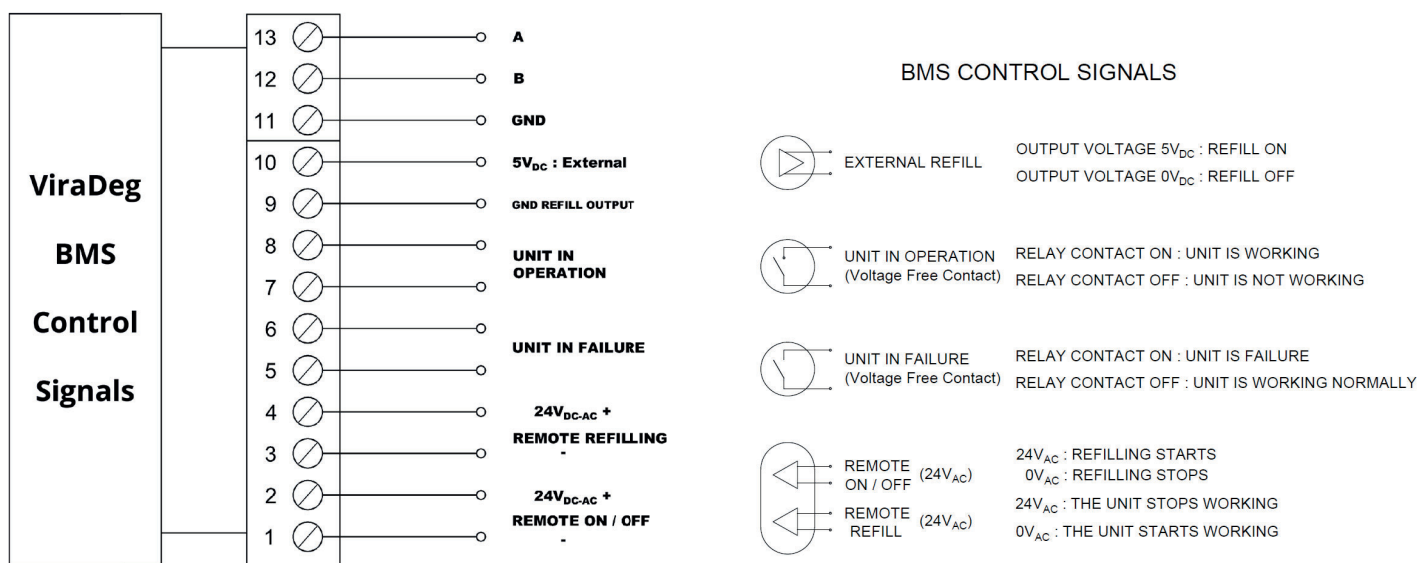 ViraDeg
BMS
Control
Signals
13 A
12 B
11 GND
10 5VDC : External
9 GND REFILL OUTPUT
8
UNIT IN
OPERATION
7
6
UNIT IN FAILURE
5
4 24VDC-AC +
REMOTE REFILLING
3 -
2 24VDC-AC +
REMOTE ON / OFF
1 -
BMS CONTROL SIGNALS
EXTERNAL REFILL
OUTPUT VOLTAGE 5VDC : REFILL ON
OUTPUT VOLTAGE 0VDC : REFILL OFF
UNIT IN OPERATION
(Voltage Free Contact)
RELAY CONTACT ON : UNIT IS WORKING
RELAY CONTACT OFF : UNIT IS NOT WORKING
UNIT IN FAILURE
(Voltage Free Contact)
RELAY CONTACT ON : UNIT IS FAILURE
RELAY CONTACT OFF : UNIT IS WORKING NORMALLY
REMOTE
ON / OFF (24VAC)
REMOTE
REFILL (24VAC)
24VAC : REFILLING STARTS
0VAC : REFILLING STOPS
24VAC : THE UNIT STOPS WORKING
0VAC : THE UNIT STARTS WORKING